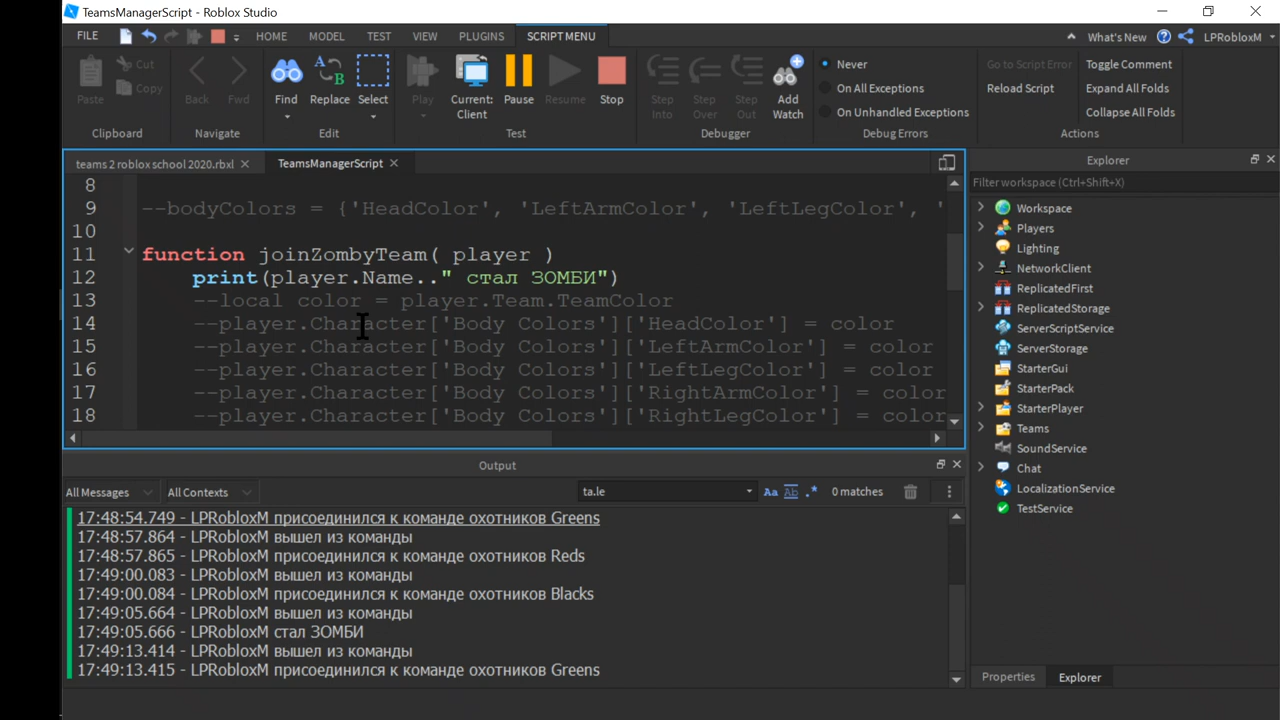 TeamsManagerScript - Roblox Studio
FILE HOME MODEL TEST VIEW PLUGINS SCRIPT MENU What's New LPRobloxM
Paste Cut Copy
Clipboard
Back Fwd
Navigate
Find Replace Select
Edit
Play Current: Client Pause Resume Stop
Test
Step Into Step Over Step Out Add Watch
Debugger
Never
On All Exceptions
On Unhandled Exceptions
Debug Errors
Go to Script Error Toggle Comment
Reload Script Expand All Folds
Collapse All Folds
Actions
teams 2 roblox school 2020.rbxl TeamsManagerScript
8
9 --bodyColors = {'HeadColor', 'LeftArmColor', 'LeftLegColor', '
10
11 function joinZombyTeam( player )
12 print(player.Name.." стал ЗОМБИ")
13 --local color = player.Team.TeamColor
14 --player.Character['Body Colors']['HeadColor'] = color
15 --player.Character['Body Colors']['LeftArmColor'] = color
16 --player.Character['Body Colors']['LeftLegColor'] = color
17 --player.Character['Body Colors']['RightArmColor'] = color
18 --player.Character['Body Colors']['RightLegColor'] = color
Output
All Messages All Contexts ta.le Aa Ab .* 0 matches
17:48:54.749 - LPRobloxM присоединился к команде охотников Greens
17:48:57.864 - LPRobloxM вышел из команды
17:48:57.865 - LPRobloxM присоединился к команде охотников Reds
17:49:00.083 - LPRobloxM вышел из команды
17:49:00.084 - LPRobloxM присоединился к команде охотников Blacks
17:49:05.664 - LPRobloxM вышел из команды
17:49:05.666 - LPRobloxM стал ЗОМБИ
17:49:13.414 - LPRobloxM вышел из команды
17:49:13.415 - LPRobloxM присоединился к команде охотников Greens
Explorer
Filter workspace (Ctrl+Shift+X)
Workspace
Players
Lighting
NetworkClient
ReplicatedFirst
ReplicatedStorage
ServerScriptService
ServerStorage
StarterGui
StarterPack
StarterPlayer
Teams
SoundService
Chat
LocalizationService
TestService
Properties Explorer